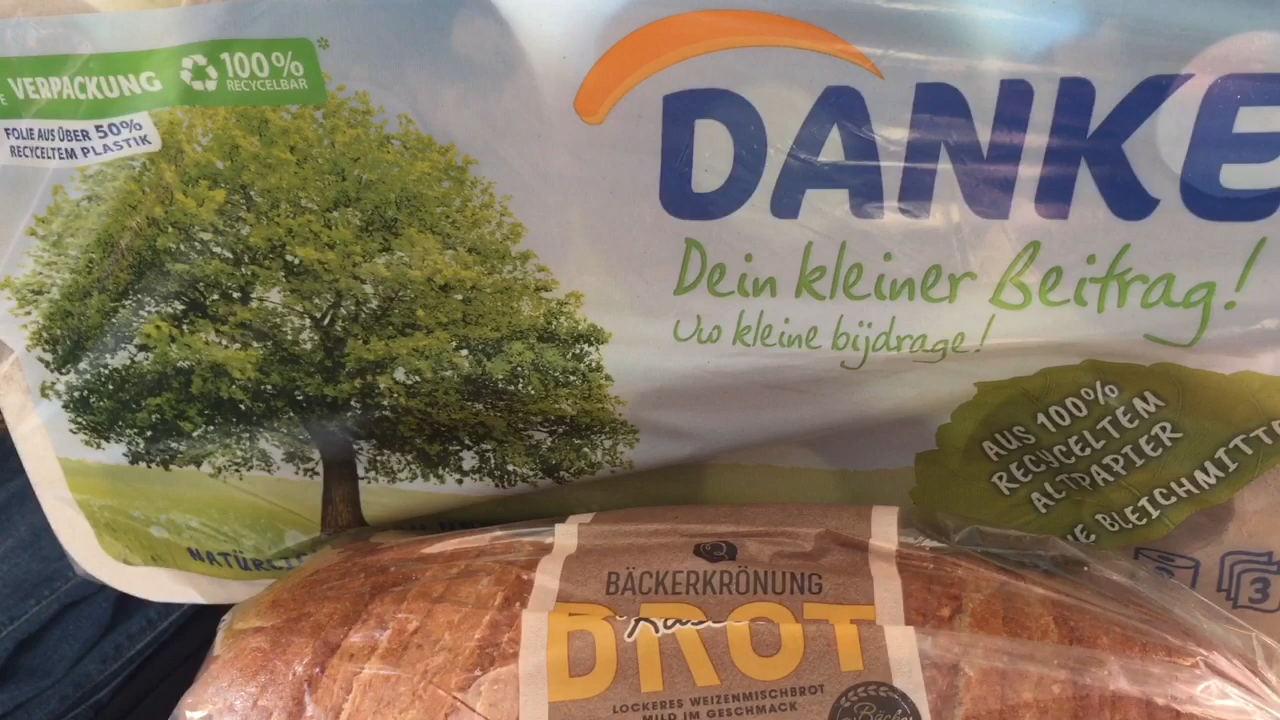 VERPACKUNG
100%
RECYCELBAR*
FOLIE AUS ÜBER 50%
RECYCELTEM PLASTIK
DANKE
Dein kleiner Beitrag!
Uw kleine bijdrage!
AUS 100%
RECYCELTEM
ALTPAPIER
BLEICHMITTE
3
BÄCKERKRÖNUNG
BROT
LOCKERES WEIZENMISCHBROT
MILD IM GESCHMACK